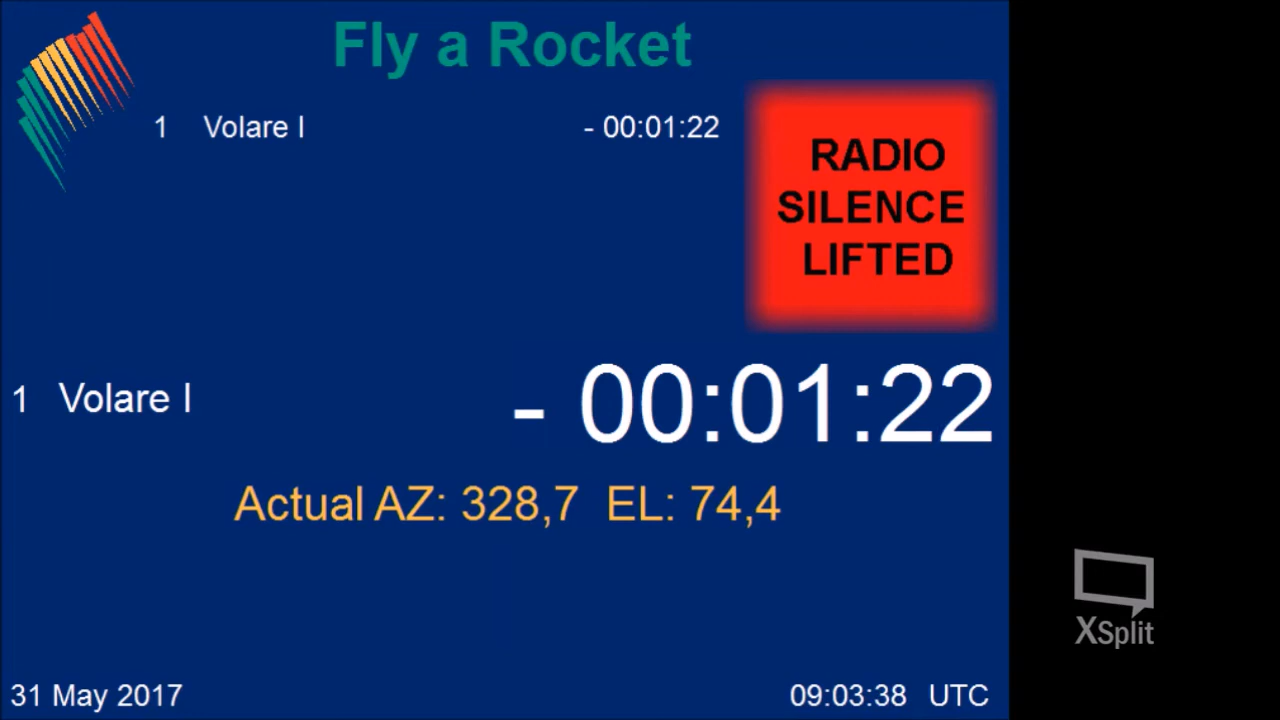 Fly a Rocket
1 Volare I - 00:01:22
RADIO
SILENCE
LIFTED
1 Volare I - 00:01:22
Actual AZ: 328,7 EL: 74,4
XSplit
31 May 2017 09:03:38 UTC